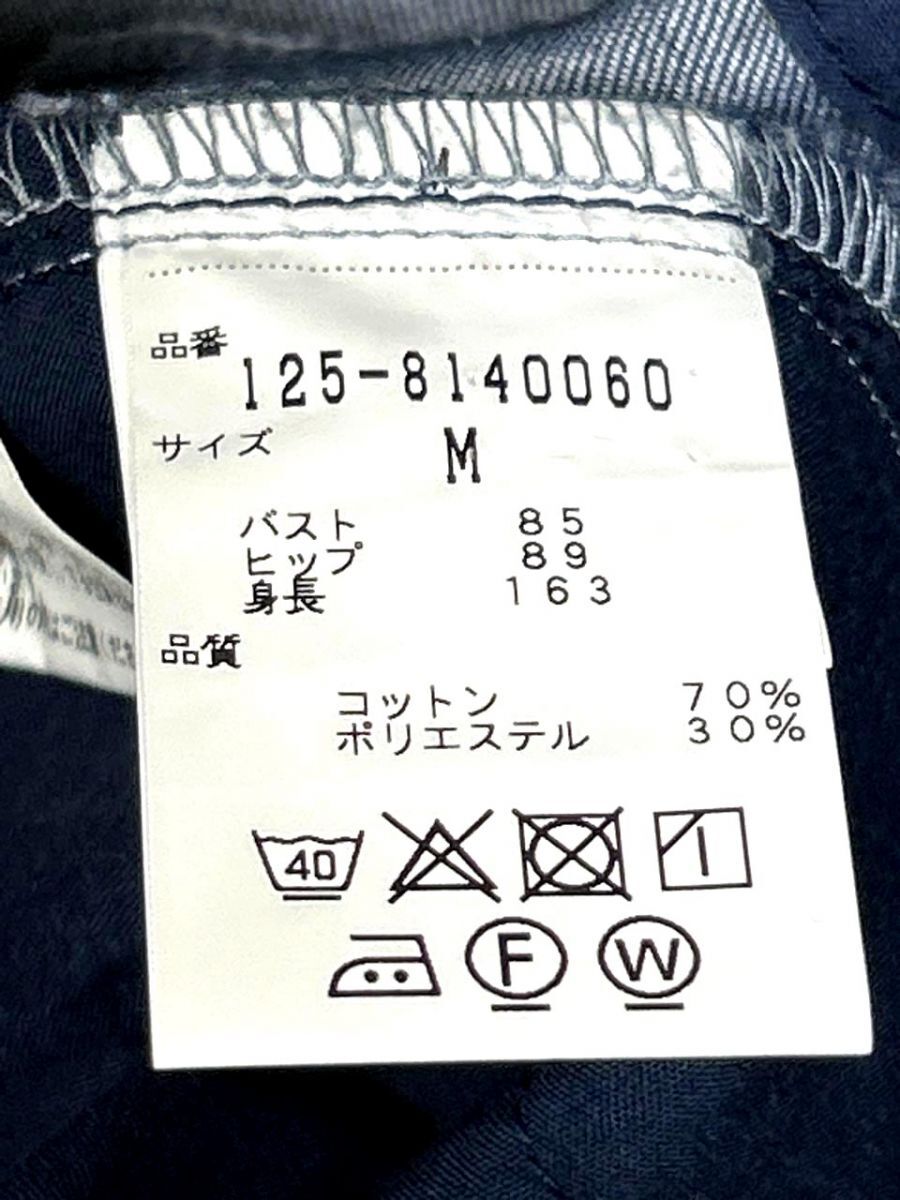 品番
125-8140060
サイズ M
バスト 85
ヒップ 89
身長 163
品質
コットン 70%
ポリエステル 30%
40
F W